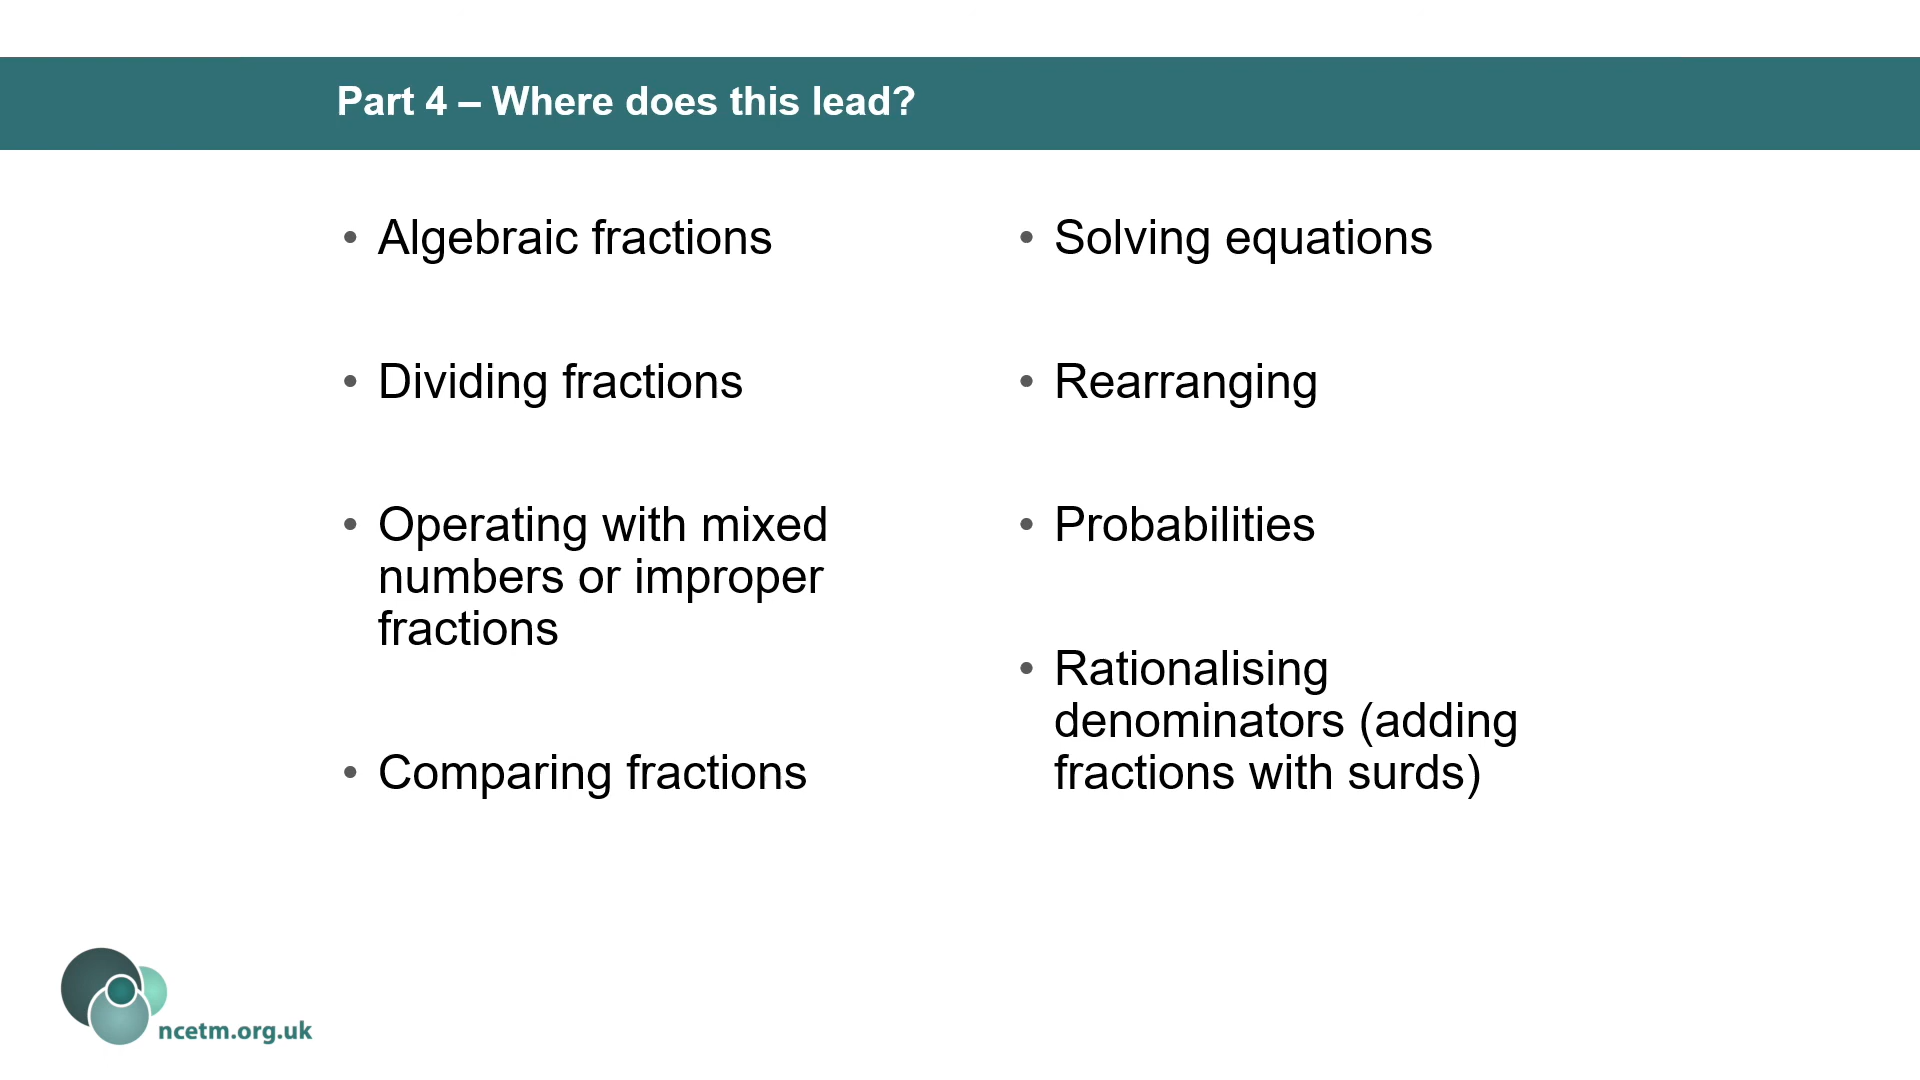 Part 4 – Where does this lead?
• Algebraic fractions
• Dividing fractions
• Operating with mixed
numbers or improper
fractions
• Comparing fractions
• Solving equations
• Rearranging
• Probabilities
• Rationalising
denominators (adding
fractions with surds)
ncetm.org.uk